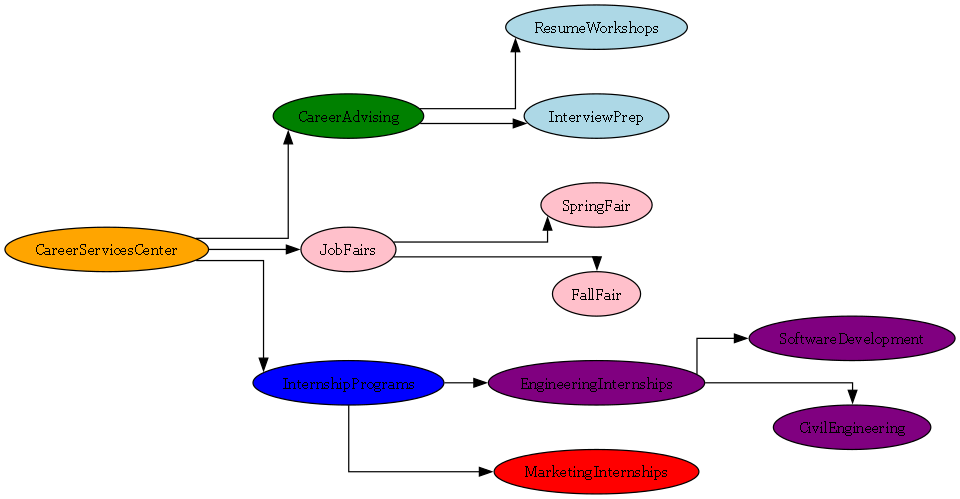 ResumeWorkshops
CareerAdvising
InterviewPrep
SpringFair
CareerServicesCenter
JobFairs
FallFair
SoftwareDevelopment
InternshipPrograms
EngineeringInternships
CivilEngineering
MarketingInternships